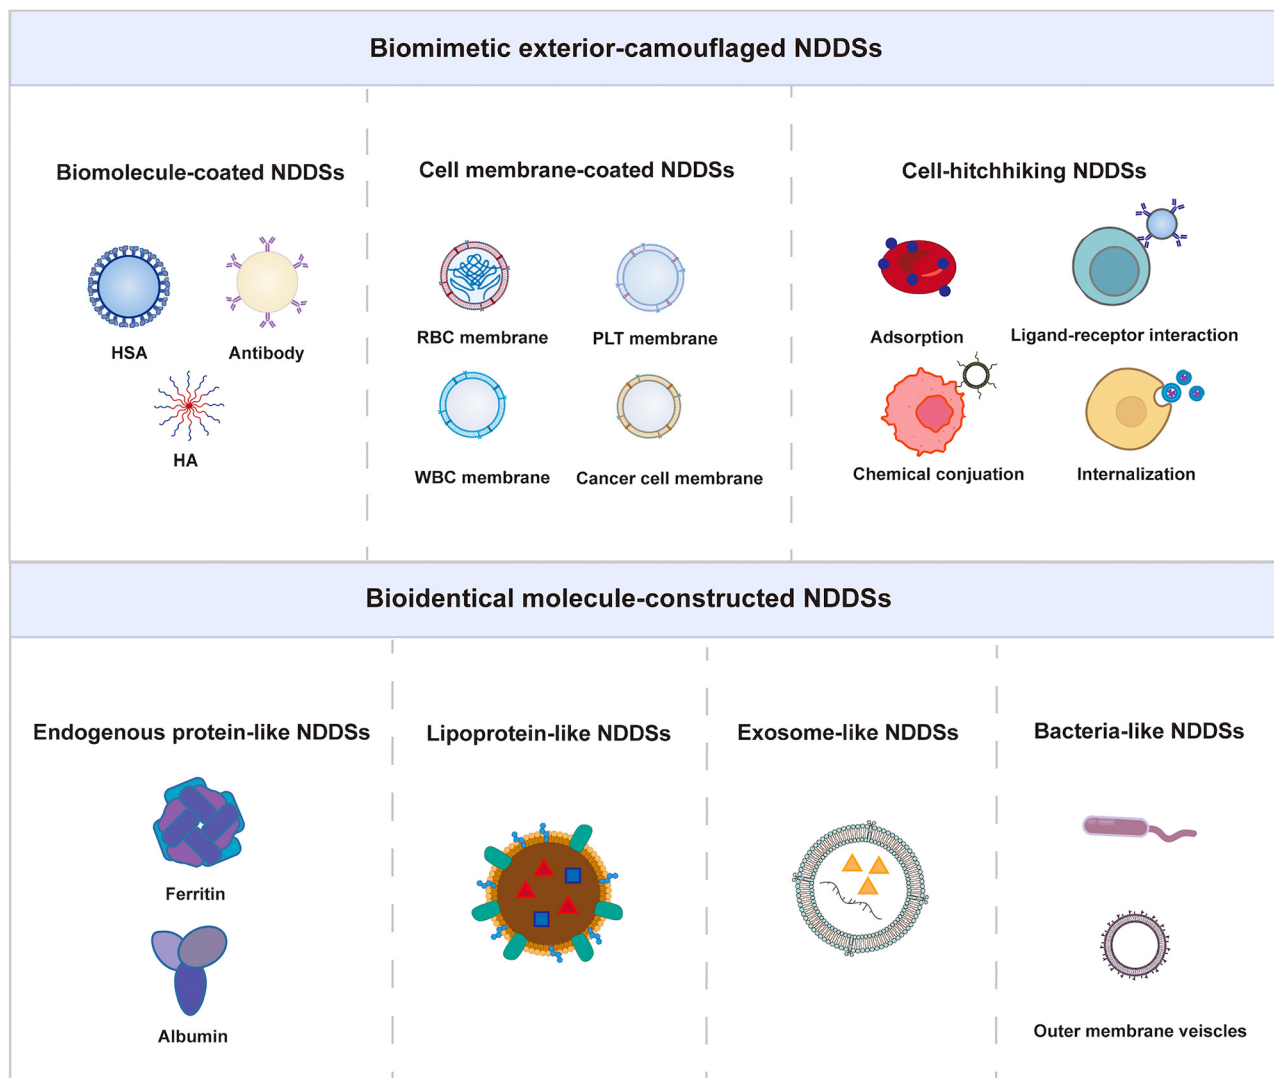 Biomimetic exterior-camouflaged NDDSs
Biomolecule-coated NDDSs
HSA
Antibody
HA
Cell membrane-coated NDDSs
RBC membrane
PLT membrane
WBC membrane
Cancer cell membrane
Cell-hitchhiking NDDSs
Adsorption
Ligand-receptor interaction
Chemical conjuation
Internalization
Bioidentical molecule-constructed NDDSs
Endogenous protein-like NDDSs
Ferritin
Albumin
Lipoprotein-like NDDSs
Exosome-like NDDSs
Bacteria-like NDDSs
Outer membrane veiscles